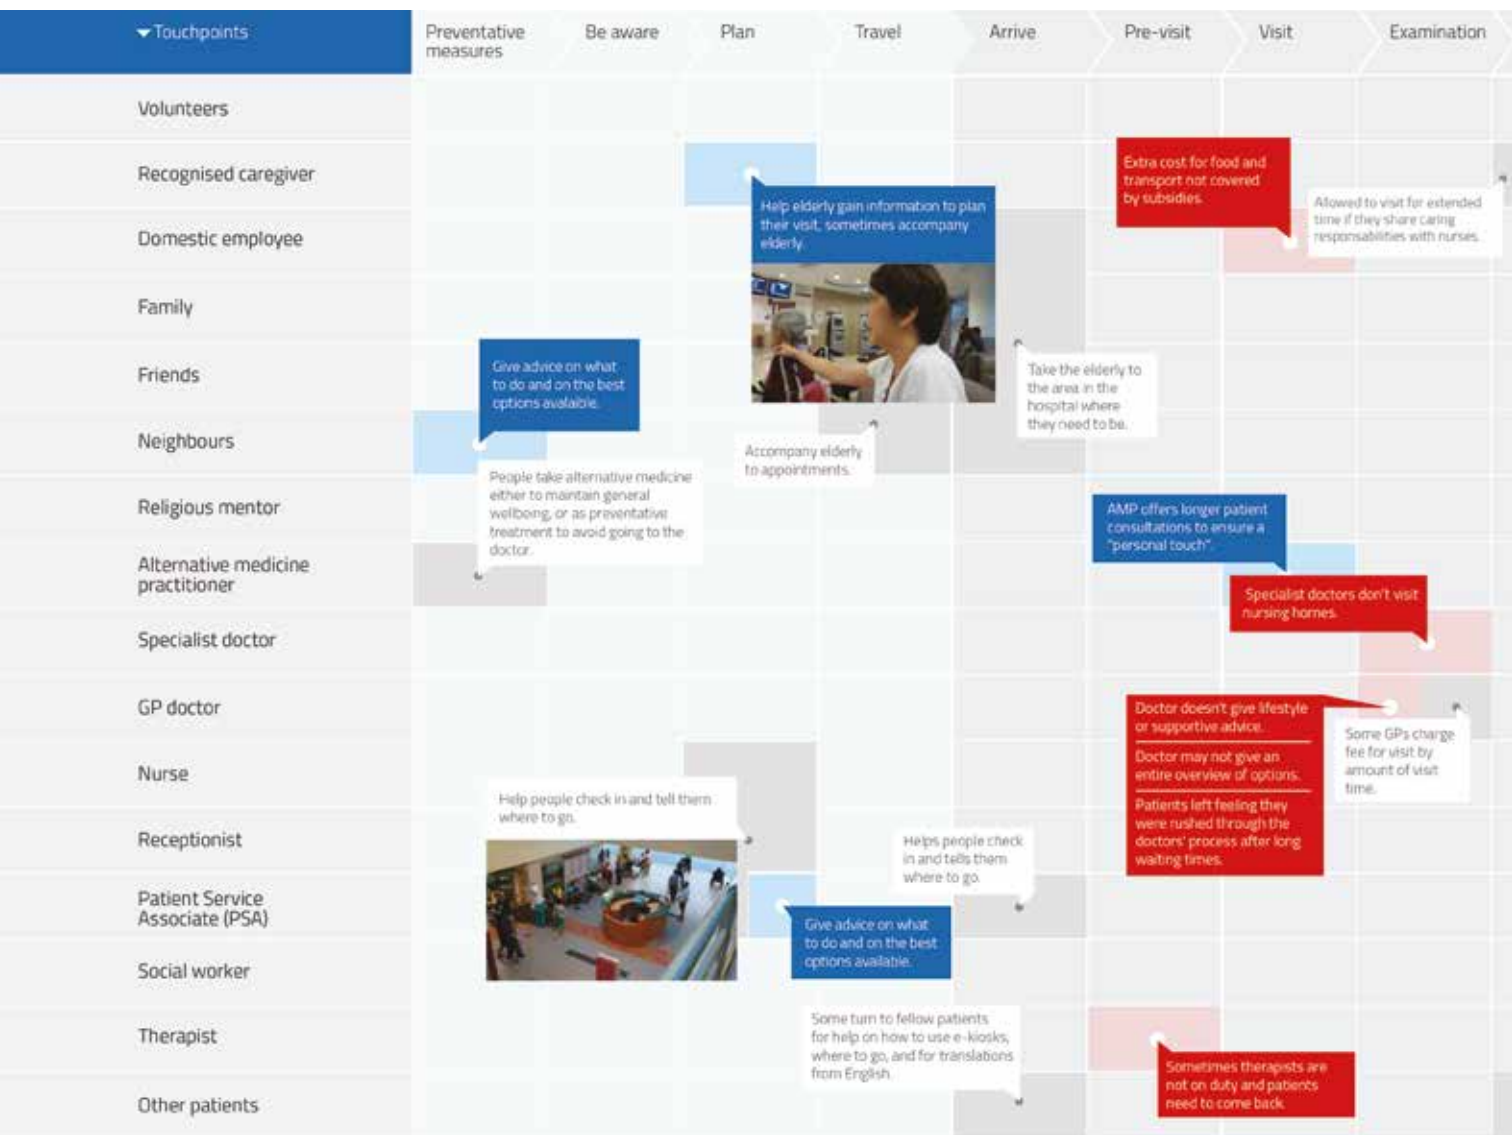 Touchpoints
Preventative
measures
Be aware
Plan
Travel
Arrive
Pre-visit
Visit
Examination
Volunteers
Recognised caregiver
Domestic employee
Family
Friends
Neighbours
Religious mentor
Alternative medicine
practitioner
Specialist doctor
GP doctor
Nurse
Receptionist
Patient Service
Associate (PSA)
Social worker
Therapist
Other patients
Extra cost for food and
transport not covered
by subsidies.
Allowed to visit for extended
time if they share caring
responsabilities with nurses.
Help elderly gain information to plan
their visit, sometimes accompany
elderly.
Give advice on what
to do and on the best
options avalaible.
Take the elderly to
the area in the
hospital where
they need to be.
Accompany elderly
to appointments.
People take alternative medicine
either to maintain general
wellbeing, or as preventative
treatment to avoid going to the
doctor.
AMP offers longer patient
consultations to ensure a
"personal touch".
Specialist doctors don't visit
nursing homes.
Doctor doesn't give lifestyle
or supportive advice.
Doctor may not give an
entire overview of options.
Patients left feeling they
were rushed through the
doctors' process after long
waiting times.
Some GPs charge
fee for visit by
amount of visit
time.
Help people check in and tell them
where to go.
Helps people check
in and tells them
where to go.
Give advice on what
to do and on the best
options available.
Some turn to fellow patients
for help on how to use e-kiosks,
where to go, and for translations
from English.
Sometimes therapists are
not on duty and patients
need to come back.